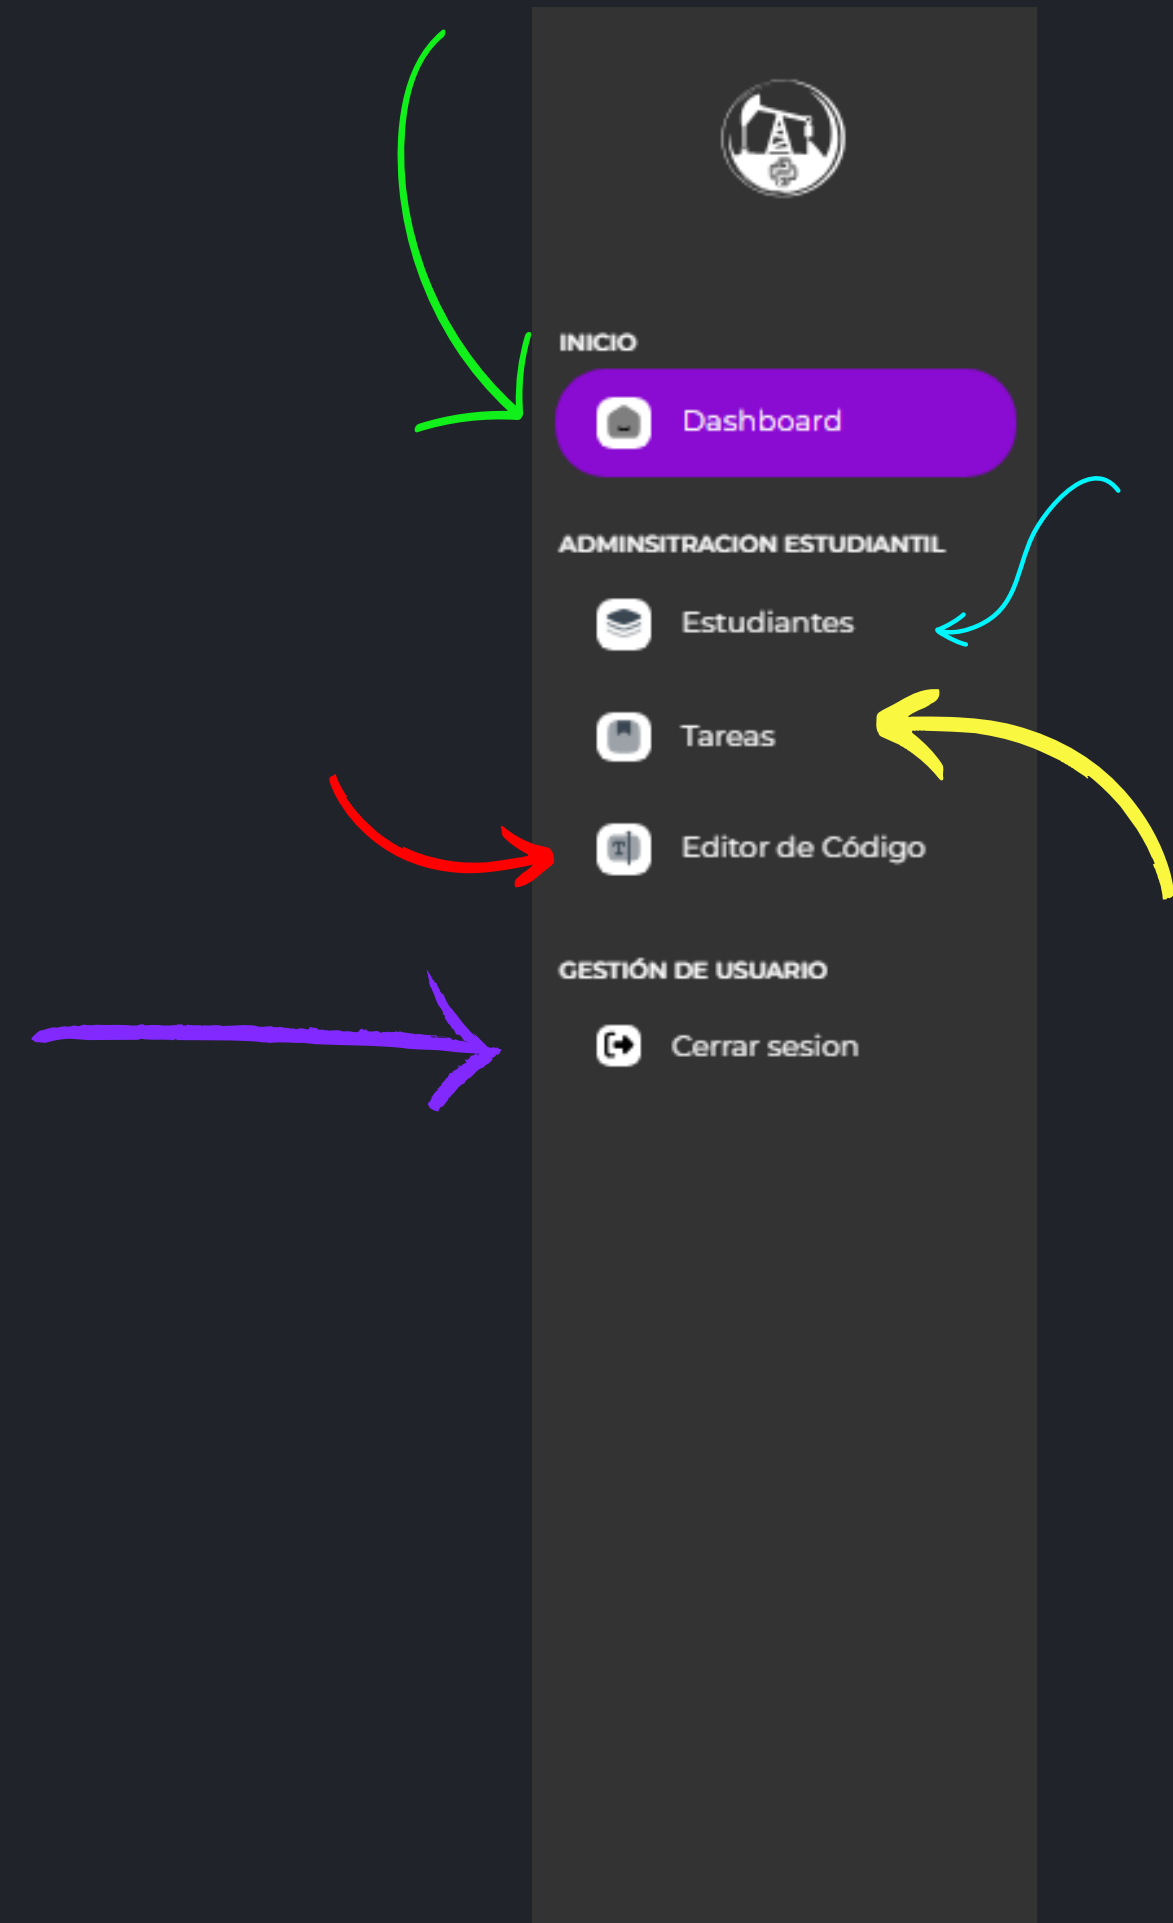 INICIO
Dashboard
ADMINSITRACION ESTUDIANTIL
Estudiantes
Tareas
Editor de Código
GESTIÓN DE USUARIO
Cerrar sesion